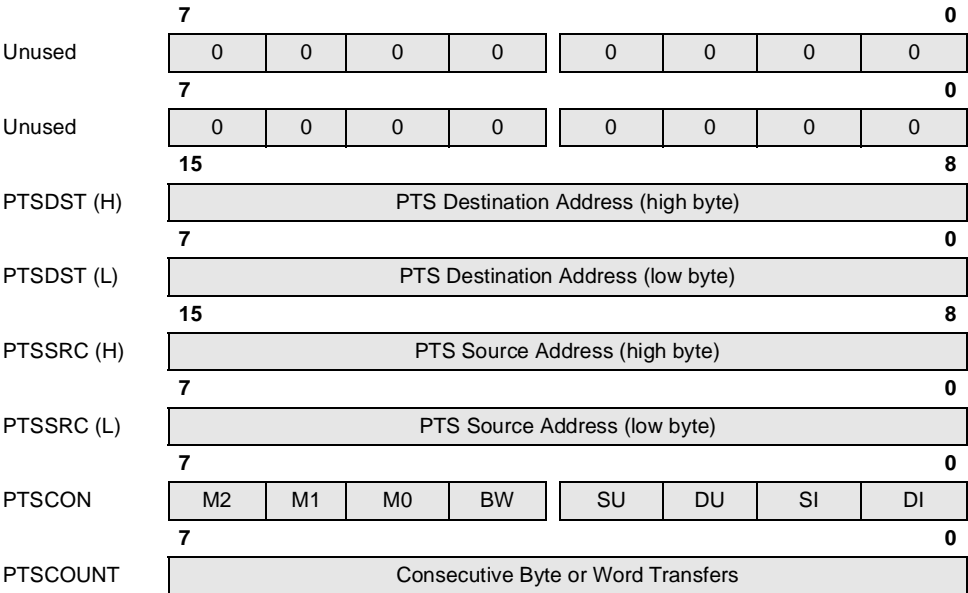 7 0
Unused 0 0 0 0 0 0 0 0
7 0
Unused 0 0 0 0 0 0 0 0
15 8
PTSDST (H) PTS Destination Address (high byte)
7 0
PTSDST (L) PTS Destination Address (low byte)
15 8
PTSSRC (H) PTS Source Address (high byte)
7 0
PTSSRC (L) PTS Source Address (low byte)
7 0
PTSCON M2 M1 M0 BW SU DU SI DI
7 0
PTSCOUNT Consecutive Byte or Word Transfers